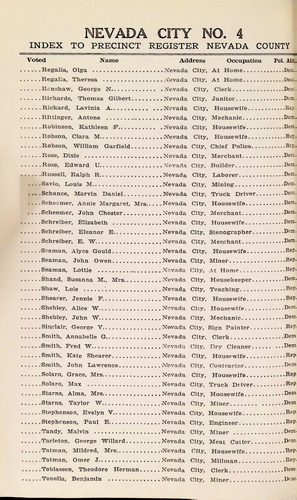 NEVADA CITY NO. 4
INDEX TO PRECINCT REGISTER NEVADA COUNTY
Voted Name Address Occupation Pol. Aff.
Regalia, Olga Nevada City, At Home Dem
Regalia, Theresa Nevada City, At Home
Renshaw, George N. Nevada City, Clerk Dem
Richards, Thomas Gilbert Nevada City, Janitor Dem
Rickard, Lavinia A. Nevada City, Housewife Rep
Rittinger, Antone Nevada City, Mechanic Dem
Robinson, Kathleen F. Nevada City, Housewife Dem
Robson, Clara M. Nevada City, Housewife Rep
Robson, William Garfield Nevada City, Chief Police Rep
Rose, Dixie Nevada City, Merchant Dem
Rose, Edward U. Nevada City, Builder Dem
Russell, Ralph R. Nevada City, Laborer Dem
Savio, Louis M. Nevada City, Mining Dem
Schanos, Marvin Daniel Nevada City, Truck Driver Dem
Schermer, Annie Margaret, Mrs. Nevada City, Housewife Dem
Scheemer, John Chester Nevada City, Merchant Dem
Schreiber, Elizabeth Nevada City, Housewife Dem
Schreiber, Eleanor E. Nevada City, Stenographer Dem
Schreiber, E. W. Nevada City, Merchant Dem
Seaman, Alyce Gould Nevada City, Housewife Rep
Seaman, John Owen Nevada City, Miner Rep
Seaman, Lottie Nevada City, At Home Rep
Shand, Susanna M., Mrs. Nevada City, Housekeeper Dem
Shaw, Lois Nevada City, Teaching Rep
Shearer, Jennie F. Nevada City, Housewife Dem
Shebley, Alice W. Nevada City, Housewife Dem
Shebley, John W. Nevada City, Mechanic Dem
Sinclair, George V. Nevada City, Sign Painter Rep
Smith, Annabelle G. Nevada City, Clerk Dem
Smith, Fred W. Nevada City, Dry Cleaner Dem
Smith, Kate Shearer Nevada City, Housewife Rep
Smith, John Lawrence Nevada City, Contractor Dem
Solaro, Grace, Mrs. Nevada City, Housewife Rep
Solaro, Max Nevada City, Truck Driver Rep
Starns, Alma, Mrs. Nevada City, Housewife Dem
Starns, Taylor W. Nevada City, Miner Dem
Stephenson, Evelyn V. Nevada City, Housewife Dem
Stephenson, Paul E. Nevada City, Engineer Rep
Tandy, Malvin Nevada City, Miner Dem
Tarleton, George Willard Nevada City, Meat Cutter Dem
Tatman, Mildred, Mrs. Nevada City, Housewife Rep
Tatman, Omer J. Nevada City, Millman Rep
Tobiassen, Theodore Herman Nevada City, Clerk Dem
Tonella, Benjamin Nevada City, Miner Dem